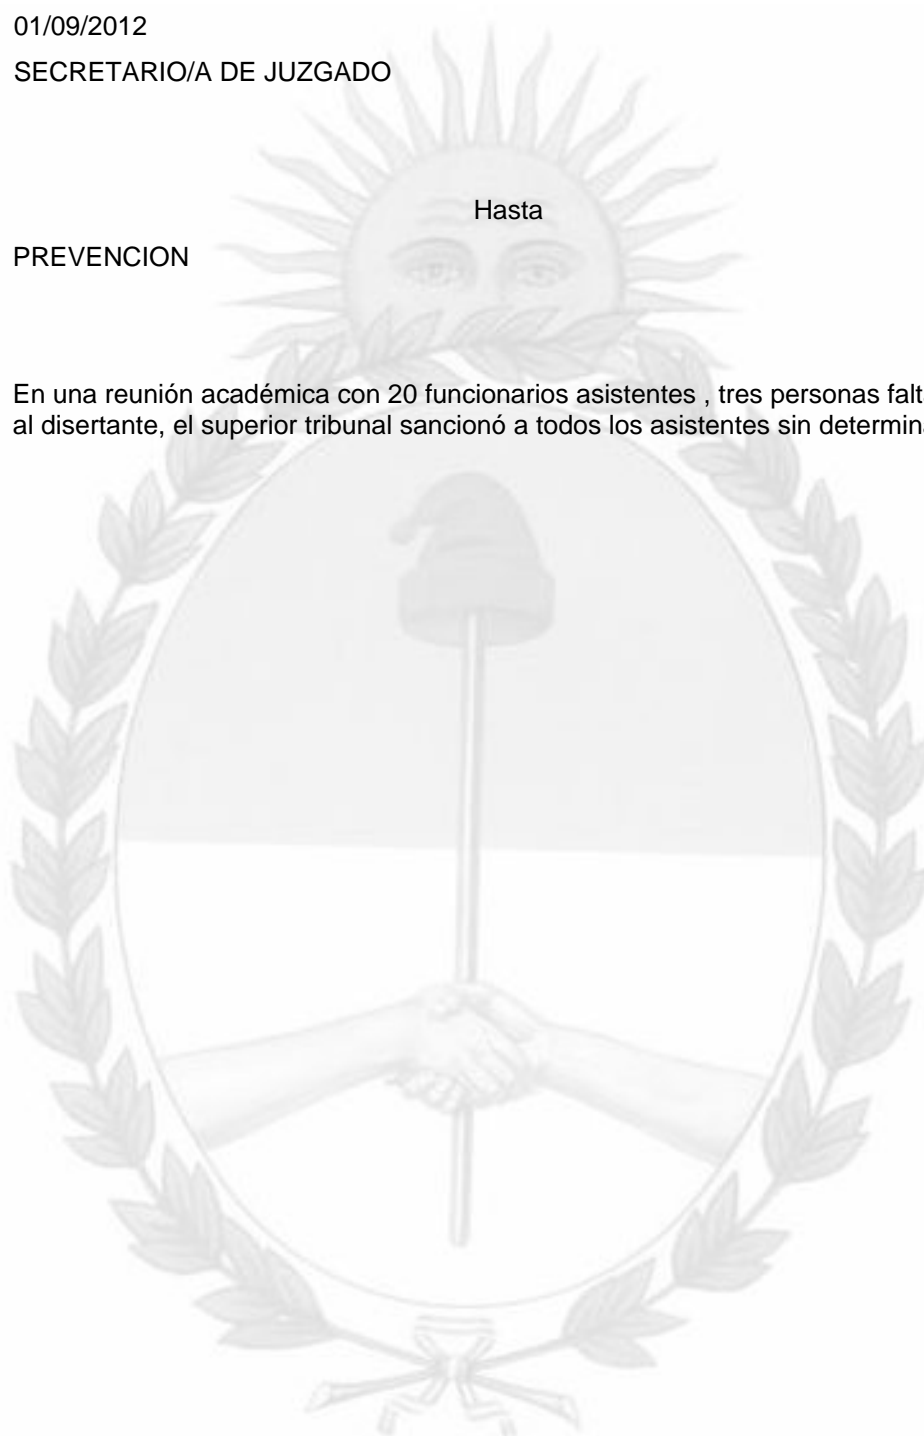 01/09/2012
SECRETARIO/A DE JUZGADO
Hasta
PREVENCION
En una reunión académica con 20 funcionarios asistentes , tres personas falt
al disertante, el superior tribunal sancionó a todos los asistentes sin determin